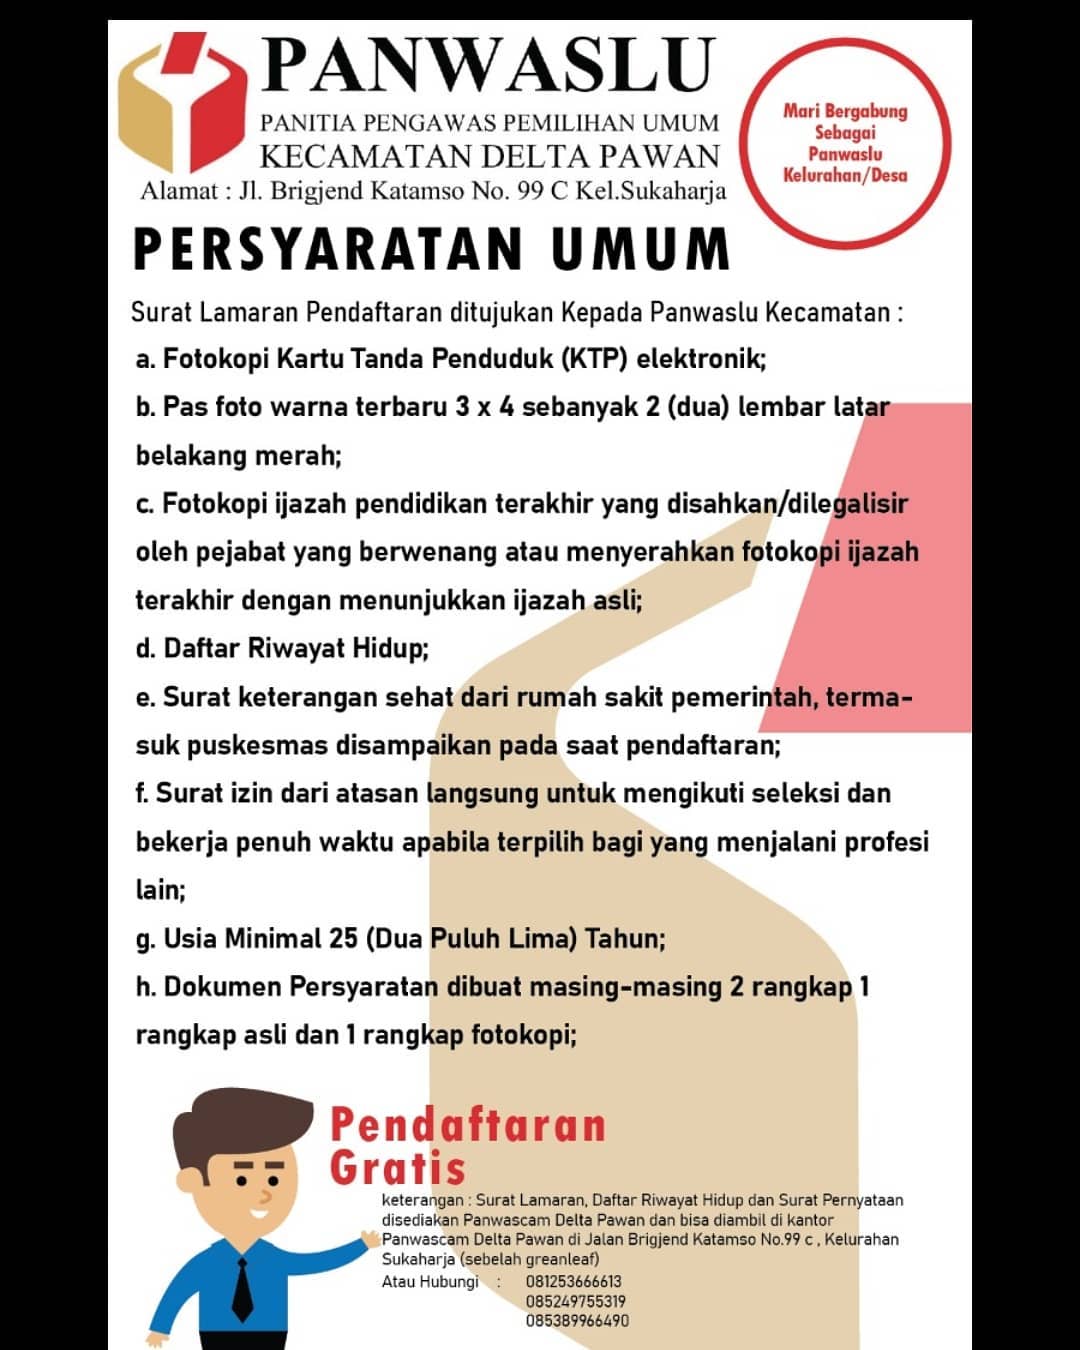 PANWASLU
PANITIA PENGAWAS PEMILIHAN UMUM
KECAMATAN DELTA PAWAN
Alamat : Jl. Brigjend Katamso No. 99 C Kel.Sukaharja
Mari Bergabung
Sebagai
Panwaslu
Kelurahan/Desa
PERSYARATAN UMUM
Surat Lamaran Pendaftaran ditujukan Kepada Panwaslu Kecamatan :
a. Fotokopi Kartu Tanda Penduduk (KTP) elektronik;
b. Pas foto warna terbaru 3 x 4 sebanyak 2 (dua) lembar latar
belakang merah;
c. Fotokopi ijazah pendidikan terakhir yang disahkan/dilegalisir
oleh pejabat yang berwenang atau menyerahkan fotokopi ijazah
terakhir dengan menunjukkan ijazah asli;
d. Daftar Riwayat Hidup;
e. Surat keterangan sehat dari rumah sakit pemerintah, terma-
suk puskesmas disampaikan pada saat pendaftaran;
f. Surat izin dari atasan langsung untuk mengikuti seleksi dan
bekerja penuh waktu apabila terpilih bagi yang menjalani profesi
lain;
g. Usia Minimal 25 (Dua Puluh Lima) Tahun;
h. Dokumen Persyaratan dibuat masing-masing 2 rangkap 1
rangkap asli dan 1 rangkap fotokopi;
Pendaftaran
Gratis
keterangan : Surat Lamaran, Daftar Riwayat Hidup dan Surat Pernyataan
disediakan Panwascam Delta Pawan dan bisa diambil di kantor
Panwascam Delta Pawan di Jalan Brigjend Katamso No.99 c , Kelurahan
Sukaharja (sebelah greenleaf)
Atau Hubungi : 081253666613
085249755319
085389966490